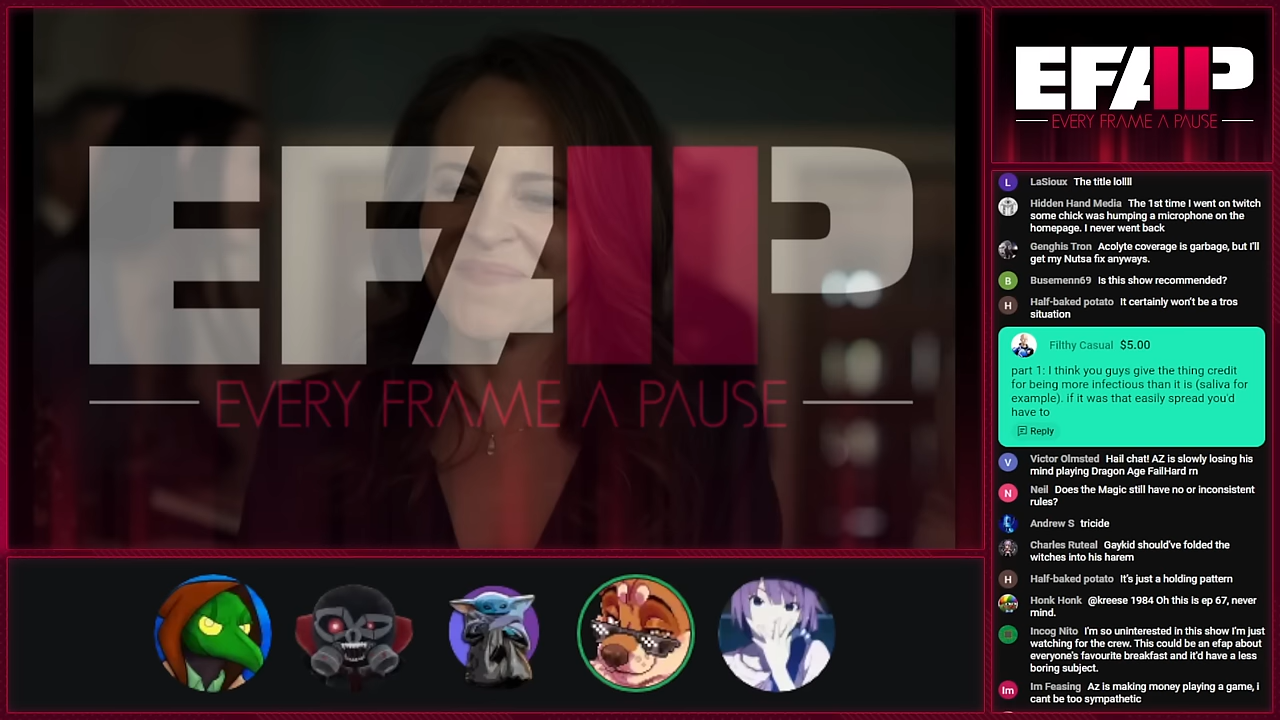 EFAP
EVERY FRAME A PAUSE
EFAP
EVERY FRAME A PAUSE
L LaSioux The title lollll
Hidden Hand Media The 1st time I went on twitch
some chick was humping a microphone on the
homepage. I never went back
Genghis Tron Acolyte coverage is garbage, but I'll
get my Nutsa fix anyways.
B Busemenn69 Is this show recommended?
H Half-baked potato It certainly won't be a tros
situation
Filthy Casual $5.00
part 1: I think you guys give the thing credit
for being more infectious than it is (saliva for
example). if it was that easily spread you'd
have to
Reply
V Victor Olmsted Hail chat! AZ is slowly losing his
mind playing Dragon Age FailHard rn
N Neil Does the Magic still have no or inconsistent
rules?
Andrew S tricide
Charles Ruteal Gaykid should've folded the
witches into his harem
H Half-baked potato It's just a holding pattern
Honk Honk @kreese 1984 Oh this is ep 67, never
mind.
Incog Nito I'm so uninterested in this show I'm just
watching for the crew. This could be an efap about
everyone's favourite breakfast and it'd have a less
boring subject.
Im Im Feasing Az is making money playing a game, i
cant be too sympathetic